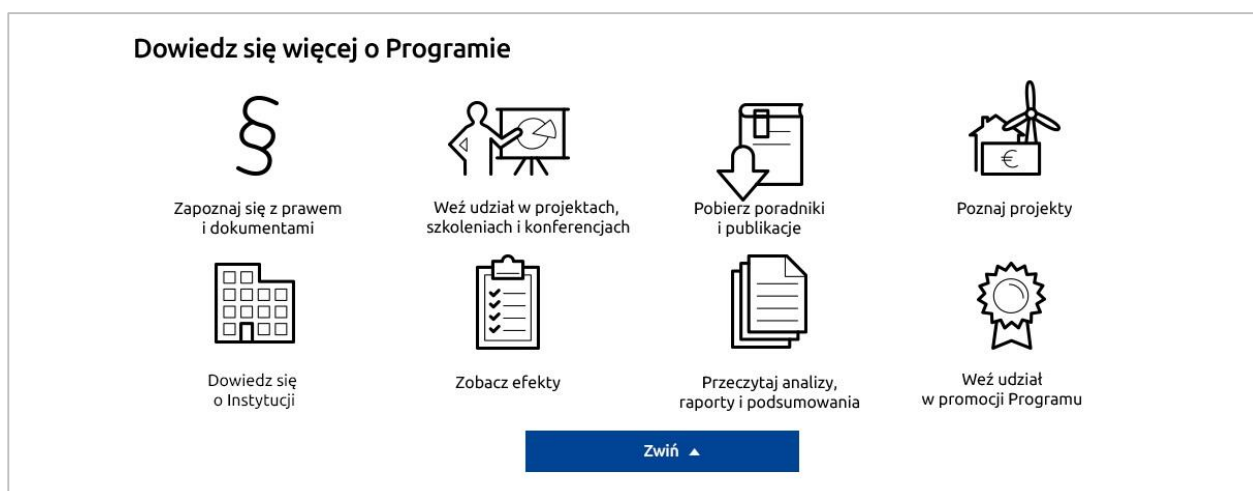 Dowiedz się więcej o Programie
§
Zapoznaj się z prawem
i dokumentami
Weź udział w projektach,
szkoleniach i konferencjach
Pobierz poradniki
i publikacje
€
Poznaj projekty
Dowiedz się
o Instytucji
Zobacz efekty
Przeczytaj analizy,
raporty i podsumowania
Weź udział
w promocji Programu
Zwiń ▲